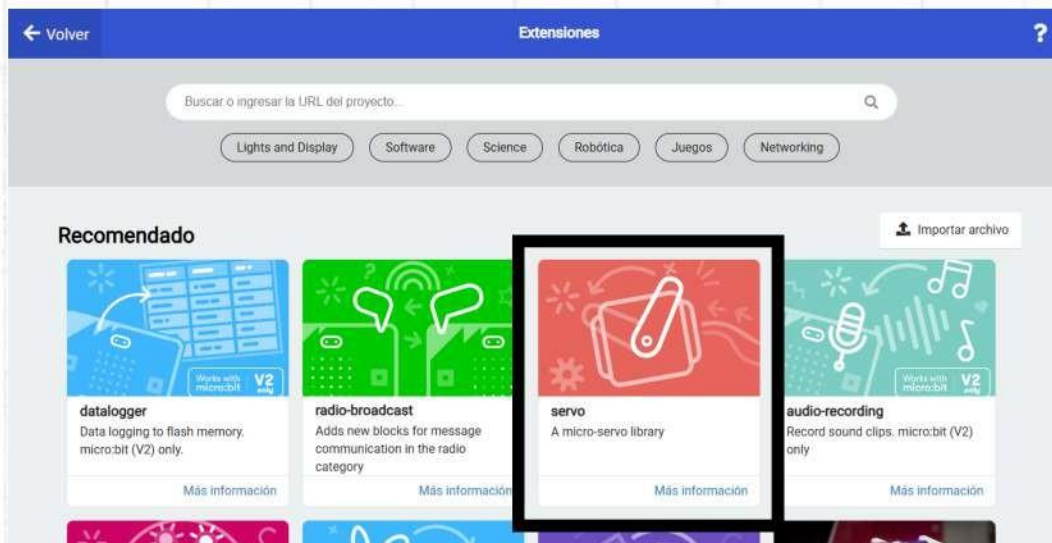 Volver
Extensiones
?
Buscar o ingresar la URL del proyecto...
Lights and Display
Software
Science
Robótica
Juegos
Networking
Recomendado
Importar archivo
Works with
micro:bit
V2
only
datalogger
Data logging to flash memory.
micro:bit (V2) only.
Más información
radio-broadcast
Adds new blocks for message
communication in the radio
category
Más información
servo
A micro-servo library
Más información
Works with
micro:bit
V2
only
audio-recording
Record sound clips. micro:bit (V2)
only
Más información